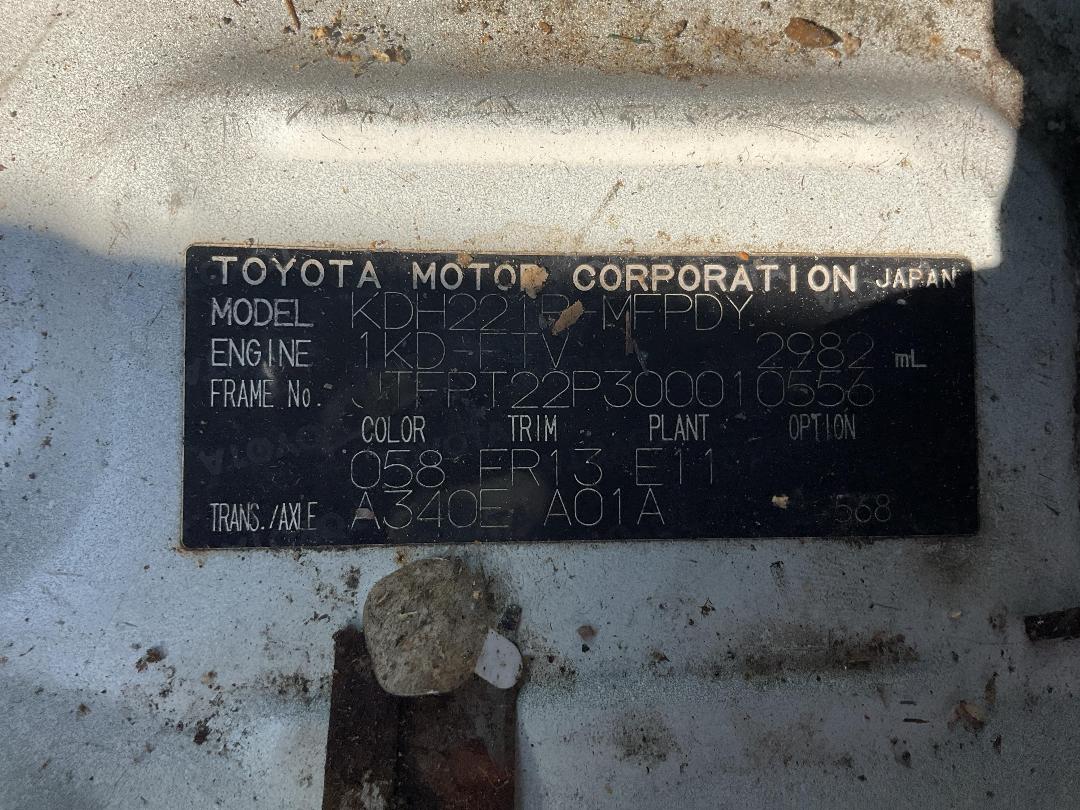 TOYOTA MOTOR CORPORATION JAPAN
MODEL KDH221R-MFPDY
ENGINE 1KD-FTV 2982 mL
FRAME No. JTFPT22P300010556
COLOR TRIM PLANT OPTION
058 FR13 E11
TRANS./AXLE A340E A01A 568